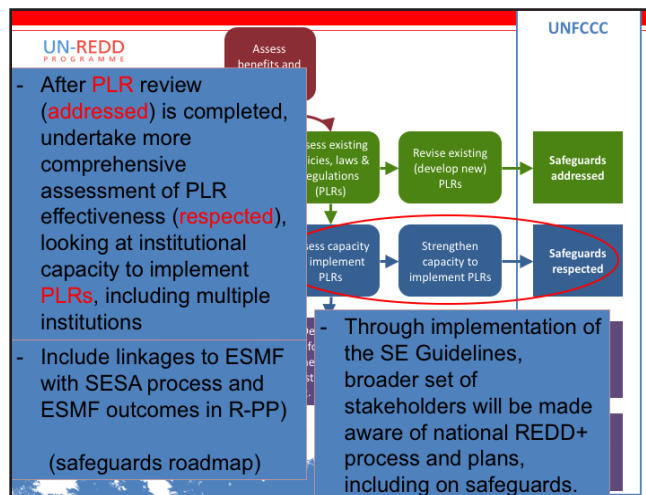 UNFCCC
UN-REDD
PROGRAMME
Assess
benefits and
- After PLR review
(addressed) is completed,
undertake more
comprehensive
assessment of PLR
effectiveness (respected),
looking at institutional
capacity to implement
PLRs, including multiple
institutions
- Include linkages to ESMF
with SESA process and
ESMF outcomes in R-PP)
(safeguards roadmap)
ssess existing
icies, laws &
egulations
(PLRs)
Revise existing
(develop new)
PLRs
Safeguards
addressed
sess capacity
implement
PLRs
Strengthen
capacity to
implement PLRs
Safeguards
respected
- Through implementation of
the SE Guidelines,
broader set of
stakeholders will be made
aware of national REDD+
process and plans,
including on safeguards.